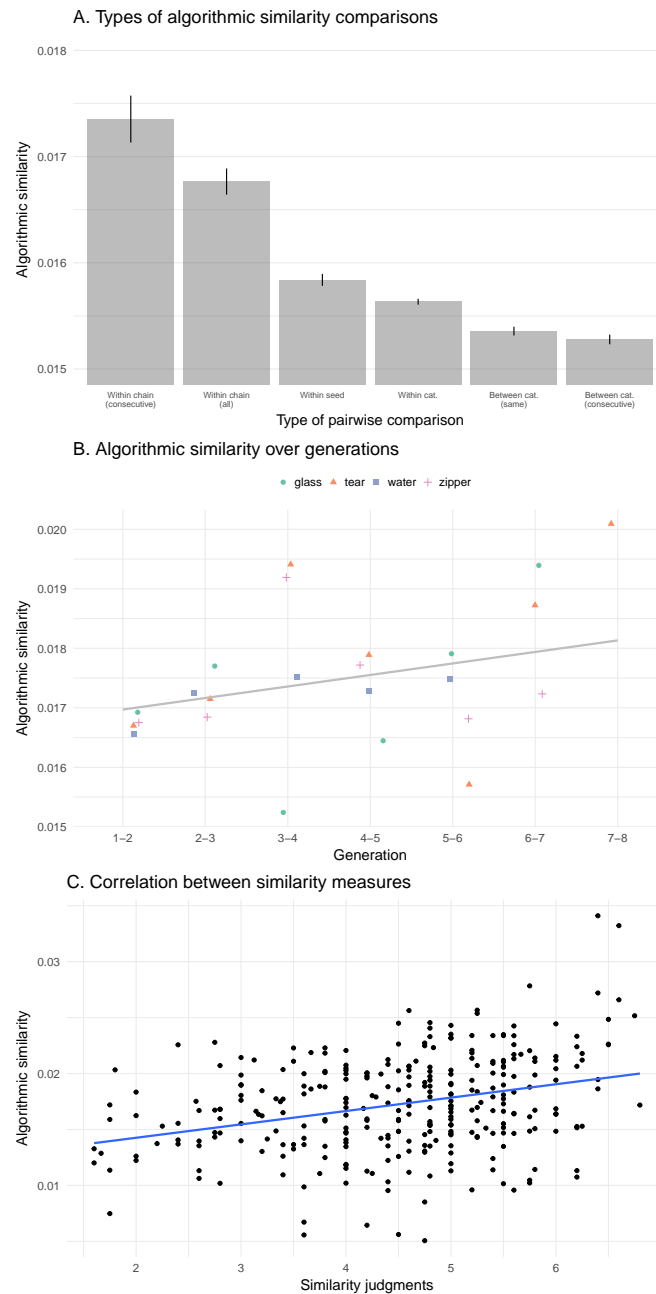 A. Types of algorithmic similarity comparisons
0.018
0.017
0.016
0.015
Algorithmic similarity
Within chain
(consecutive)
Within chain
(all)
Within seed
Within cat.
Between cat.
(same)
Between cat.
(consecutive)
Type of pairwise comparison
B. Algorithmic similarity over generations
glass tear water zipper
0.020
0.019
0.018
0.017
0.016
0.015
Algorithmic similarity
1–2 2–3 3–4 4–5 5–6 6–7 7–8
Generation
C. Correlation between similarity measures
0.03
0.02
0.01
Algorithmic similarity
2 3 4 5 6
Similarity judgments